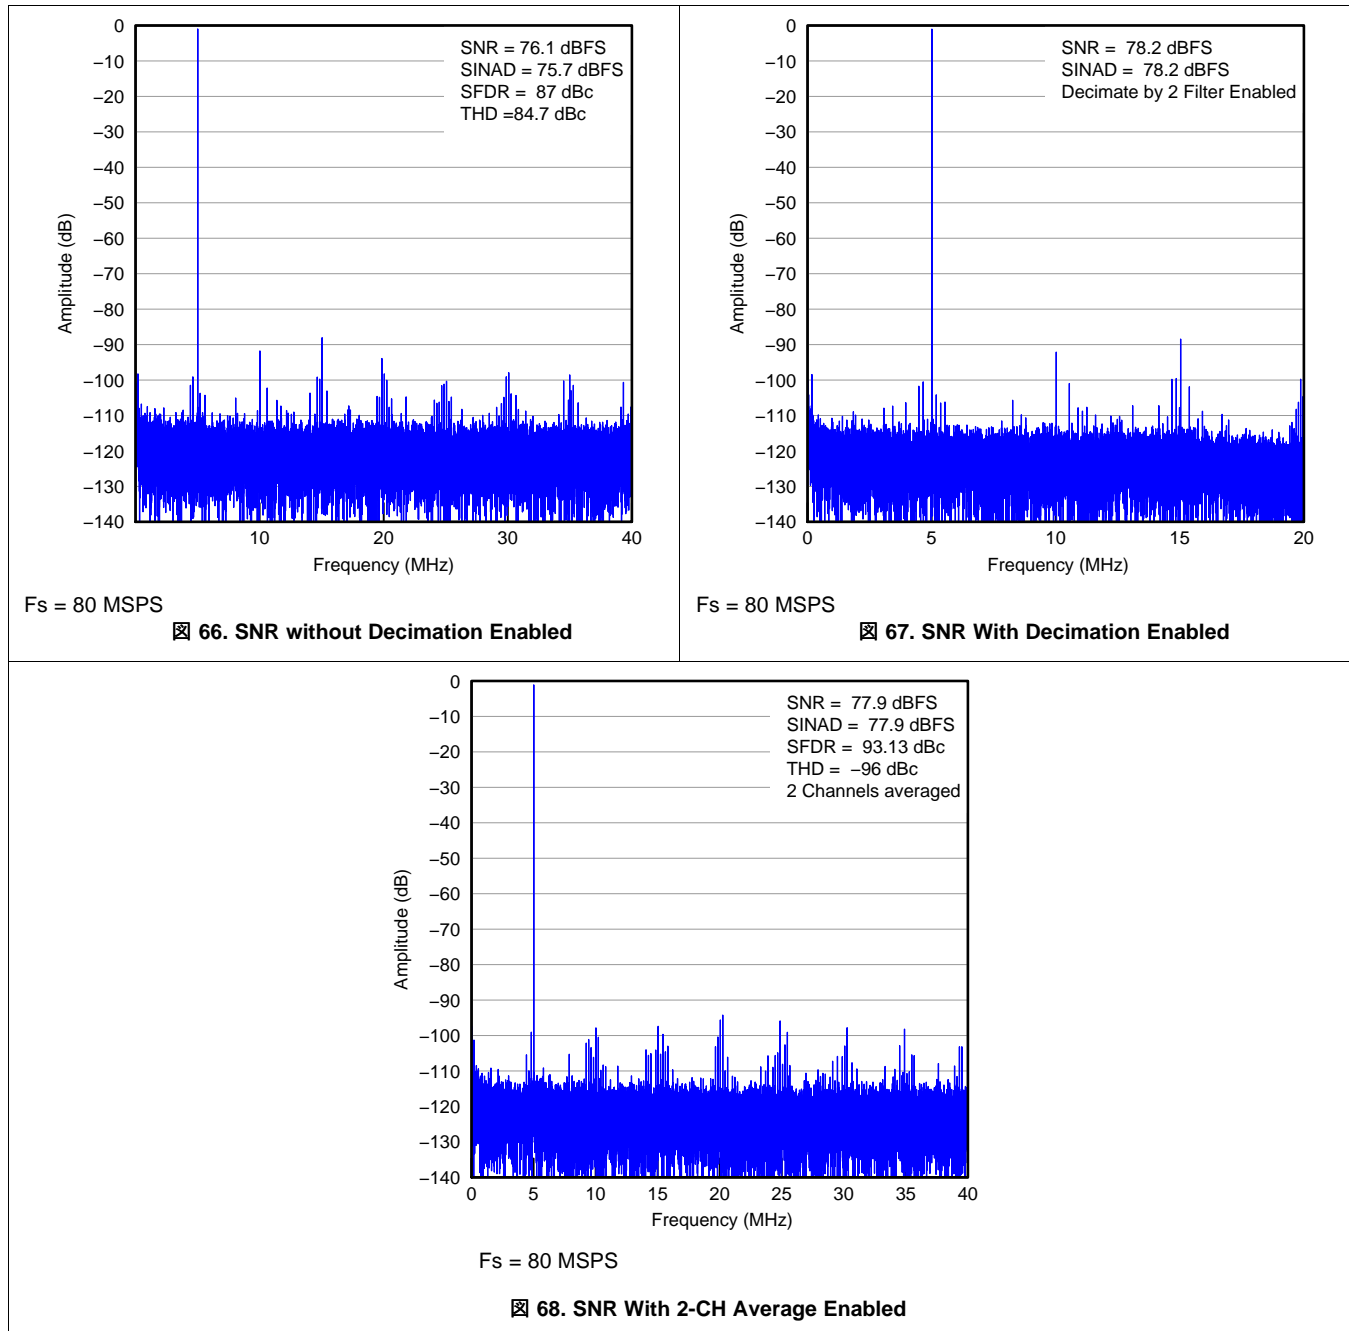 0
−10
−20
−30
−40
−50
−60
−70
−80
−90
−100
−110
−120
−130
−140
Amplitude (dB)
SNR = 76.1 dBFS
SINAD = 75.7 dBFS
SFDR = 87 dBc
THD =84.7 dBc
10 20 30 40
Frequency (MHz)
Fs = 80 MSPS
図 66. SNR without Decimation Enabled
0
−10
−20
−30
−40
−50
−60
−70
−80
−90
−100
−110
−120
−130
−140
Amplitude (dB)
SNR = 78.2 dBFS
SINAD = 78.2 dBFS
Decimate by 2 Filter Enabled
0 5 10 15 20
Frequency (MHz)
Fs = 80 MSPS
図 67. SNR With Decimation Enabled
0
−10
−20
−30
−40
−50
−60
−70
−80
−90
−100
−110
−120
−130
−140
Amplitude (dB)
SNR = 77.9 dBFS
SINAD = 77.9 dBFS
SFDR = 93.13 dBc
THD = −96 dBc
2 Channels averaged
0 5 10 15 20 25 30 35 40
Frequency (MHz)
Fs = 80 MSPS
図 68. SNR With 2-CH Average Enabled